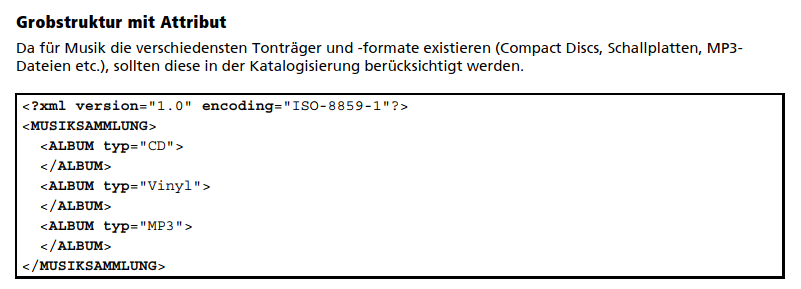 Grobstruktur mit Attribut
Da für Musik die verschiedensten Tonträger und -formate existieren (Compact Discs, Schallplatten, MP3-
Dateien etc.), sollten diese in der Katalogisierung berücksichtigt werden.
<?xml version="1.0" encoding="ISO-8859-1"?>
<MUSIKSAMMLUNG>
  <ALBUM typ="CD">
  </ALBUM>
  <ALBUM typ="Vinyl">
  </ALBUM>
  <ALBUM typ="MP3">
  </ALBUM>
</MUSIKSAMMLUNG>